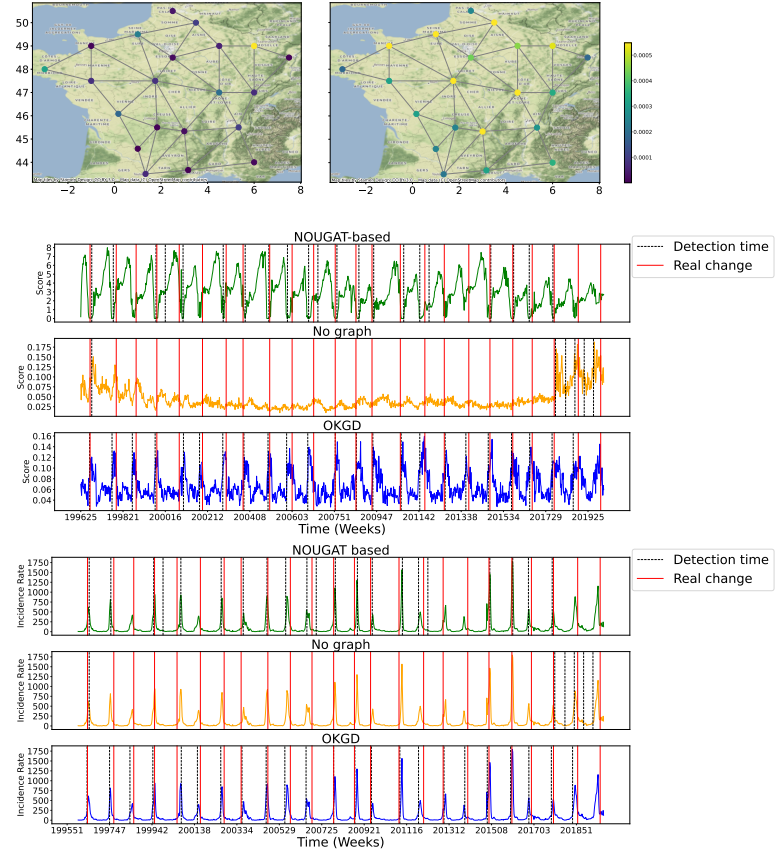 50
49
48
47
46
45
44
−2 0 2 4 6 8
−2 0 2 4 6 8
0.0005
0.0004
0.0003
0.0002
0.0001
NOUGAT-based
Score
8
7
6
5
4
3
2
1
0
Detection time
Real change
No graph
0.175
0.150
0.125
0.100
0.075
0.050
0.025
OKGD
Score
0.16
0.14
0.12
0.10
0.08
0.06
0.04
199625 199821 200016 200212 200408 200603 200751 200947 201142 201338 201534 201729 201925
Time (Weeks)
NOUGAT based
Incidence Rate
1750
1500
1250
1000
750
500
250
0
Detection time
Real change
No graph
Incidence Rate
1750
1500
1250
1000
750
500
250
0
OKGD
Incidence Rate
1750
1500
1250
1000
750
500
250
0
199551 199747 199942 200138 200334 200529 200725 200921 201116 201312 201508 201703 201851
Time (Weeks)